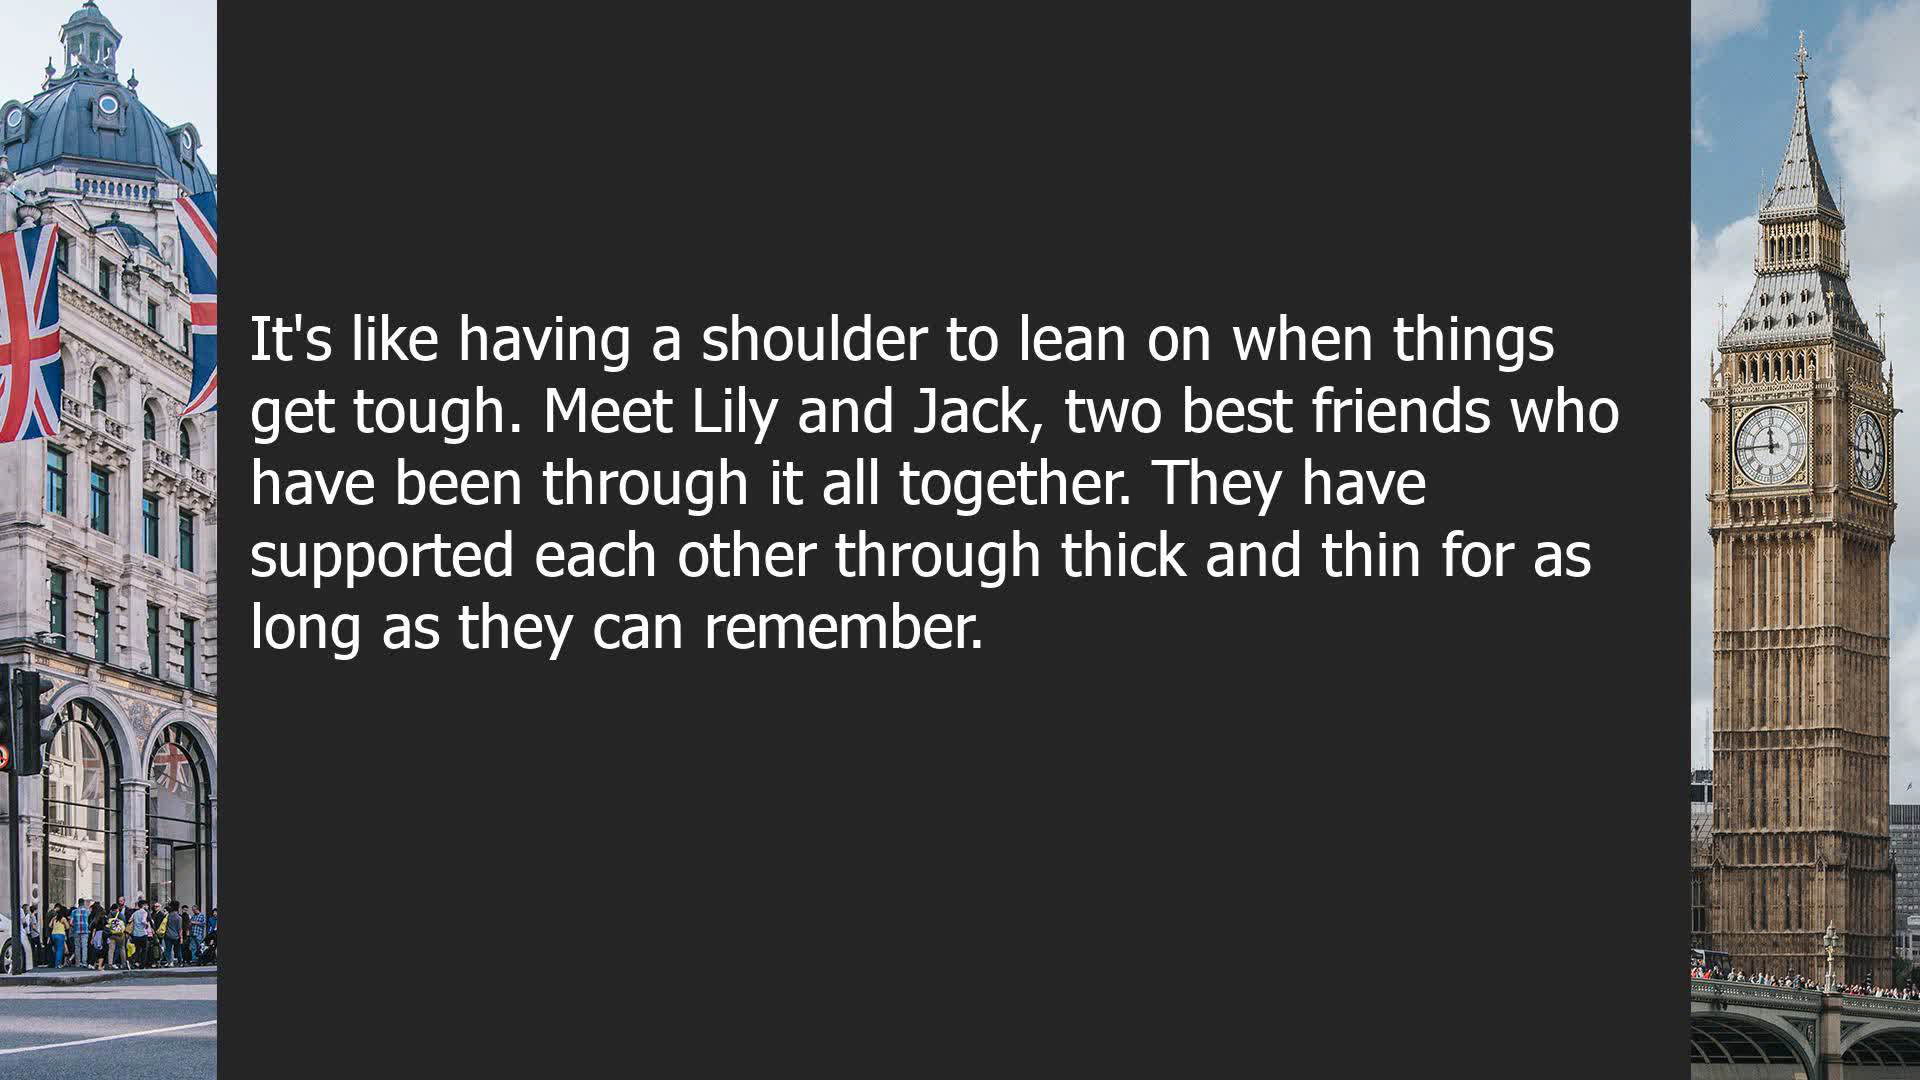 It's like having a shoulder to lean on when things
get tough. Meet Lily and Jack, two best friends who
have been through it all together. They have
supported each other through thick and thin for as
long as they can remember.